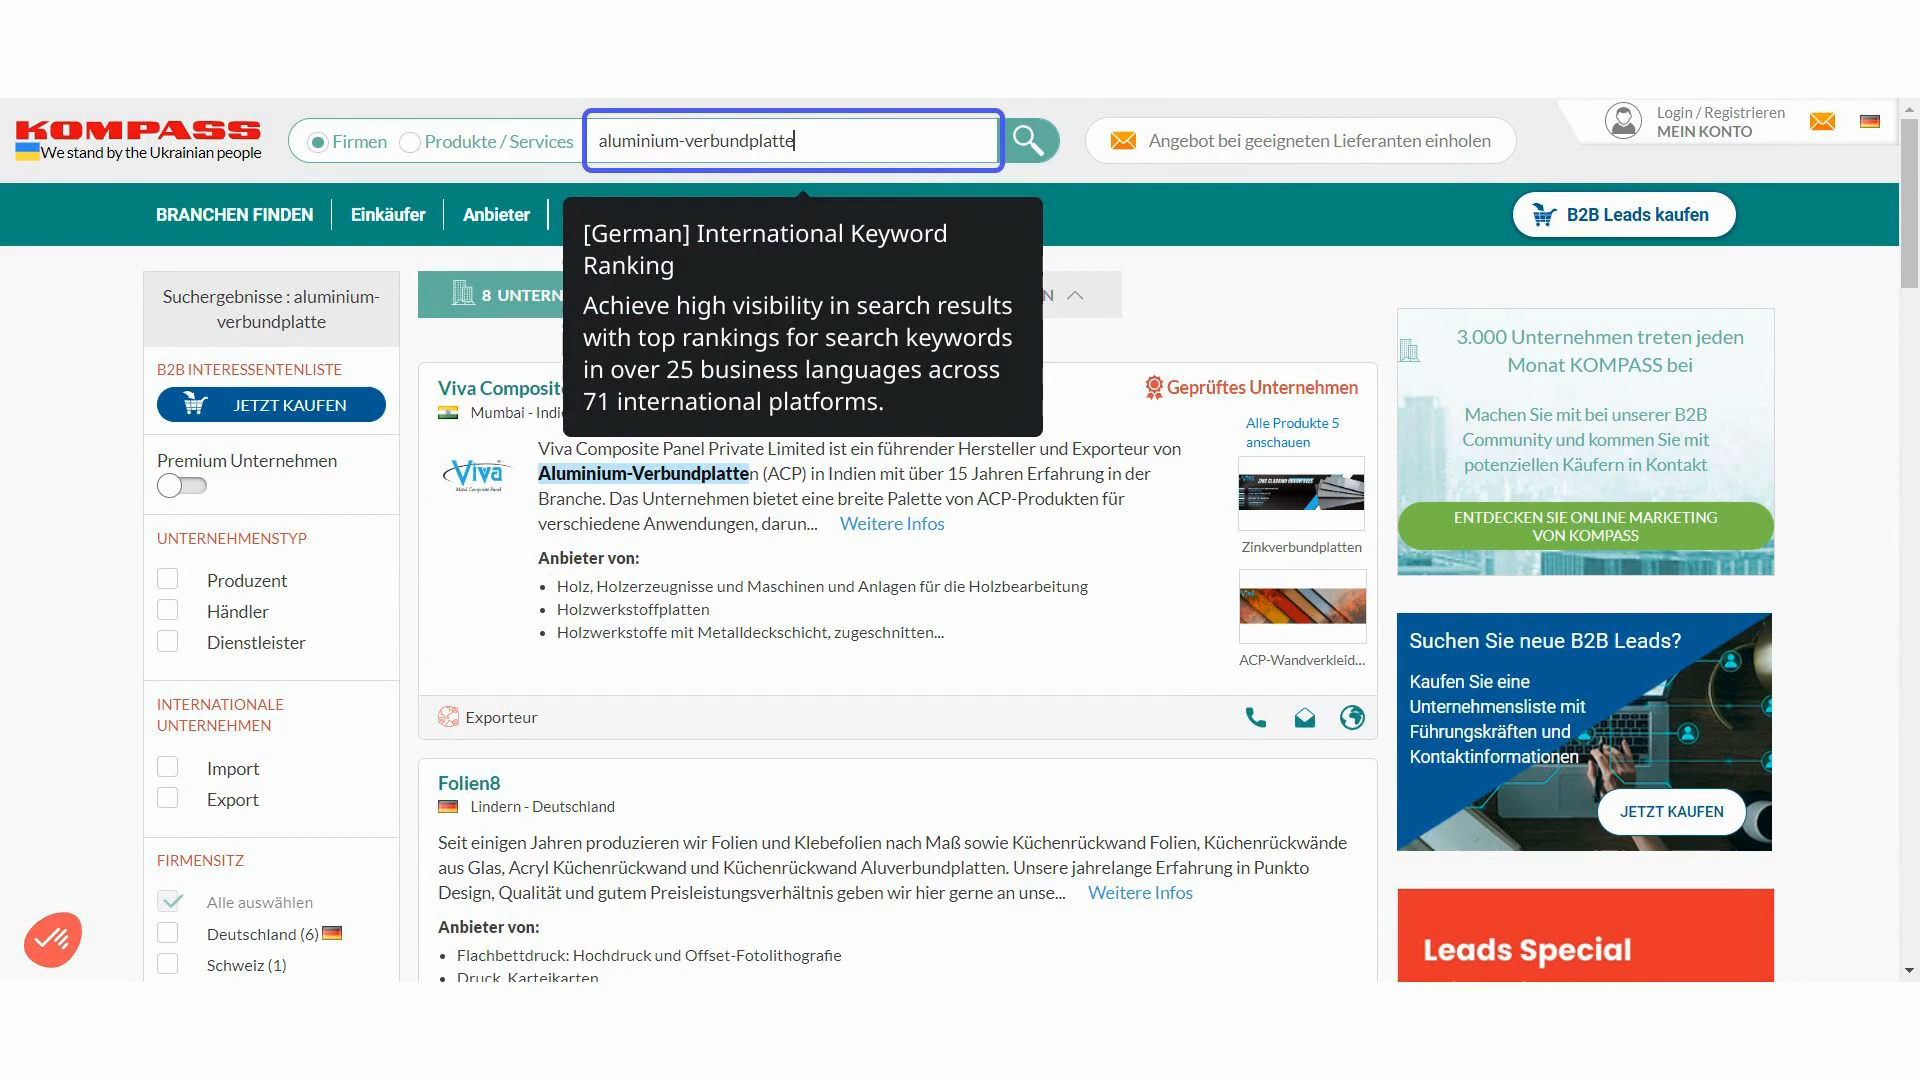 KOMPASS
We stand by the Ukrainian people
Firmen
Produkte / Services
aluminium-verbundplatte
Angebot bei geeigneten Lieferanten einholen
Login / Registrieren
MEIN KONTO
BRANCHEN FINDEN
Einkäufer
Anbieter
B2B Leads kaufen
[German] International Keyword
Ranking
Achieve high visibility in search results
with top rankings for search keywords
in over 25 business languages across
71 international platforms.
Suchergebnisse : aluminium-
verbundplatte
B2B INTERESSENTENLISTE
JETZT KAUFEN
Premium Unternehmen
UNTERNEHMENSTYP
Produzent
Händler
Dienstleister
INTERNATIONALE
UNTERNEHMEN
Import
Export
FIRMENSITZ
Alle auswählen
Deutschland (6)
Schweiz (1)
8 UNTERN
N
Viva Composit
Mumbai - Indi
Geprüftes Unternehmen
Viva Composite Panel Private Limited ist ein führender Hersteller und Exporteur von
Aluminium-Verbundplatten (ACP) in Indien mit über 15 Jahren Erfahrung in der
Branche. Das Unternehmen bietet eine breite Palette von ACP-Produkten für
verschiedene Anwendungen, darun... Weitere Infos
Anbieter von:
• Holz, Holzerzeugnisse und Maschinen und Anlagen für die Holzbearbeitung
• Holzwerkstoffplatten
• Holzwerkstoffe mit Metalldeckschicht, zugeschnitten...
Viva
Alle Produkte 5
anschauen
Zinkverbundplatten
ACP-Wandverkleid...
Exporteur
Folien8
Lindern - Deutschland
Seit einigen Jahren produzieren wir Folien und Klebefolien nach Maß sowie Küchenrückwand Folien, Küchenrückwände
aus Glas, Acryl Küchenrückwand und Küchenrückwand Aluverbundplatten. Unsere jahrelange Erfahrung in Punkto
Design, Qualität und gutem Preisleistungsverhältnis geben wir hier gerne an unse... Weitere Infos
Anbieter von:
• Flachbettdruck: Hochdruck und Offset-Fotolithografie
• Druck, Karteikarten
3.000 Unternehmen treten jeden
Monat KOMPASS bei
Machen Sie mit bei unserer B2B
Community und kommen Sie mit
potenziellen Käufern in Kontakt
ENTDECKEN SIE ONLINE MARKETING
VON KOMPASS
Suchen Sie neue B2B Leads?
Kaufen Sie eine
Unternehmensliste mit
Führungskräften und
Kontaktinformationen
JETZT KAUFEN
Leads Special